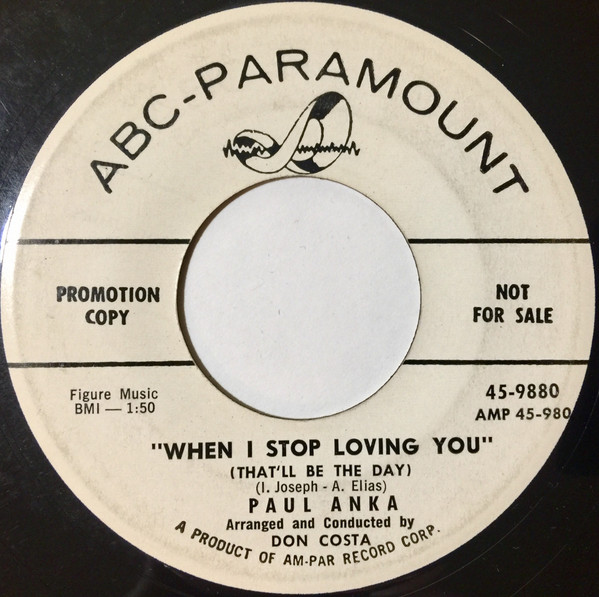 ABC-PARAMOUNT
PROMOTION
COPY
NOT
FOR SALE
Figure Music
BMI — 1:50
45-9880
AMP 45-980
"WHEN I STOP LOVING YOU"
(THAT'LL BE THE DAY)
(I. Joseph - A. Elias)
PAUL ANKA
Arranged and Conducted by
DON COSTA
A PRODUCT OF AM-PAR RECORD CORP.